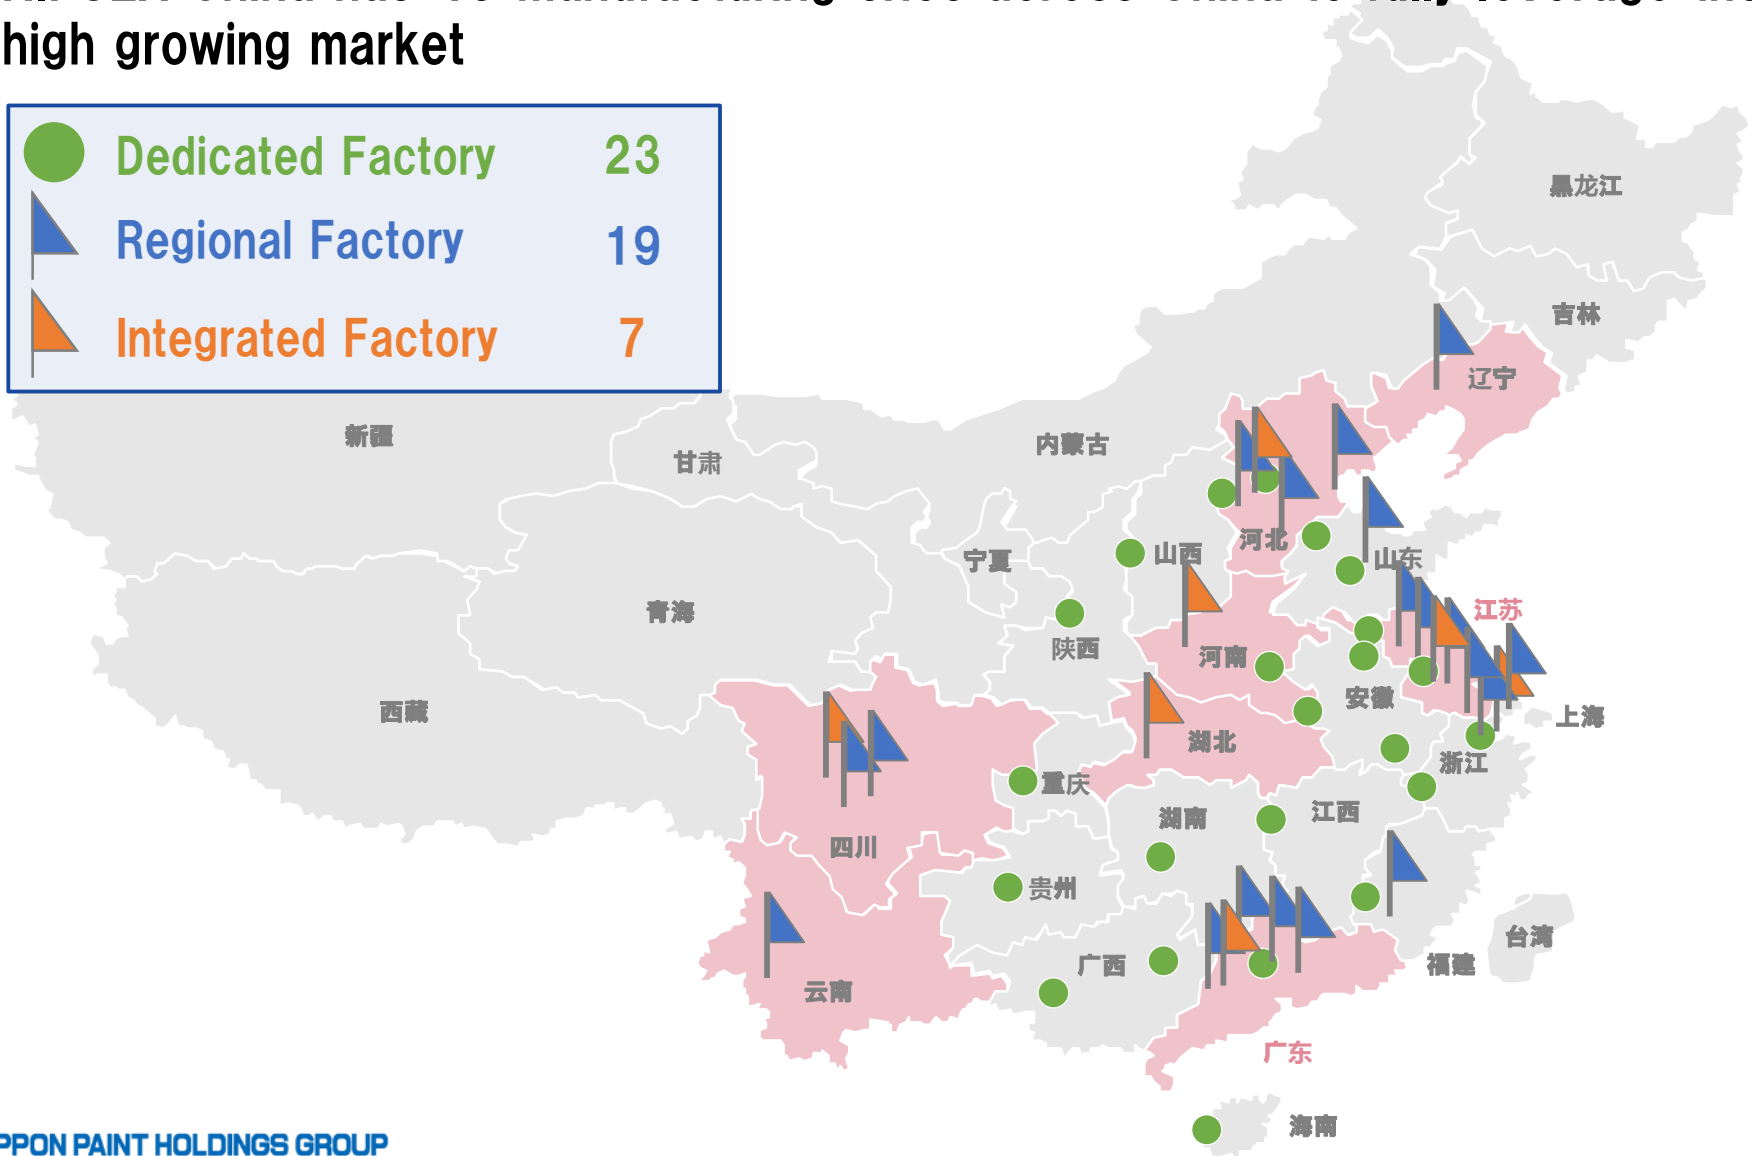 high growing market
Dedicated Factory 23
Regional Factory 19
Integrated Factory 7
黑龙江
吉林
辽宁
新疆
甘肃
内蒙古
河北
山西
山东
宁夏
青海
江苏
陕西
河南
安徽
西藏
上海
湖北
浙江
重庆
江西
湖南
四川
贵州
台湾
广西
福建
云南
广东
海南
PPON PAINT HOLDINGS GROUP